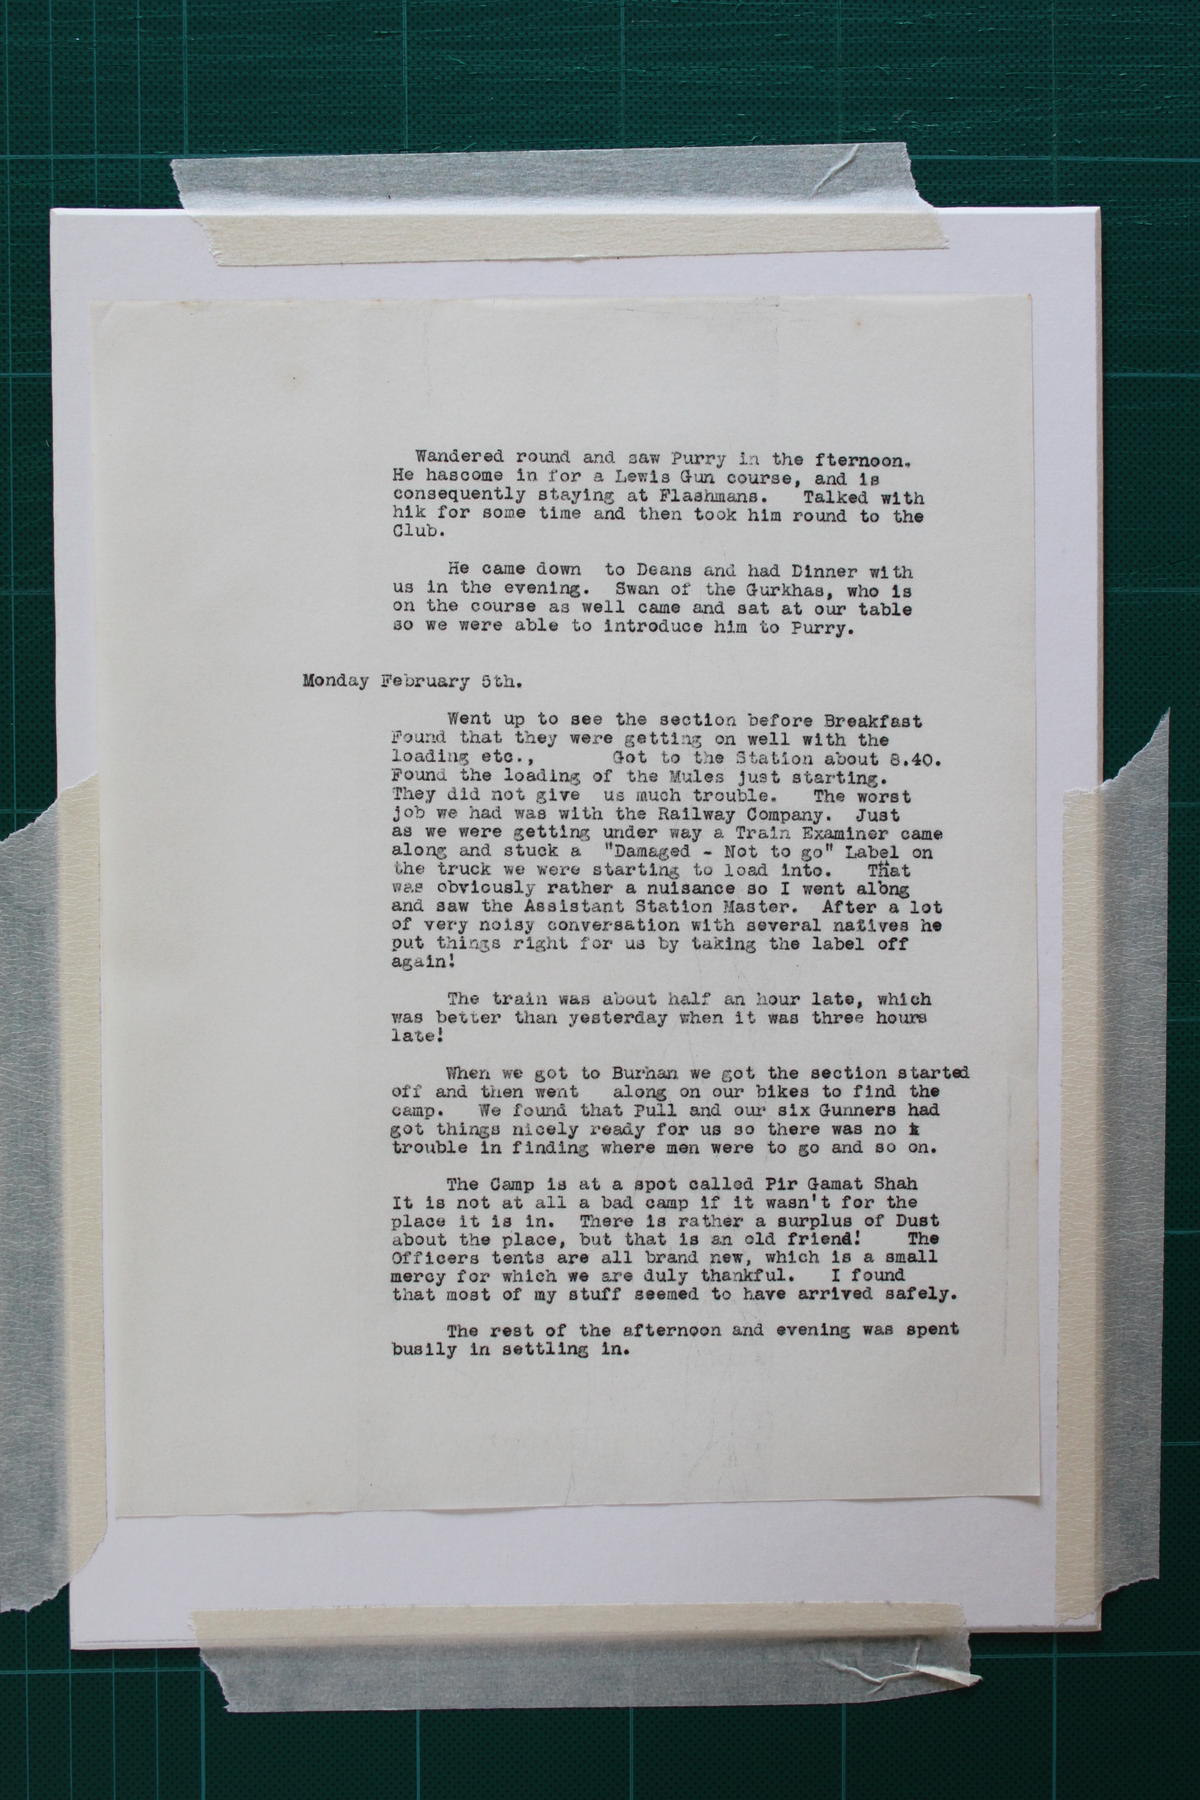 Wandered round and saw Purry in the fternoon.
He hascome in for a Lewis Gun course, and is
consequently staying at Flashmans. Talked with
hik for some time and then took him round to the
Club.
He came down to Deans and had Dinner with
us in the evening. Swan of the Gurkhas, who is
on the course as well came and sat at our table
so we were able to introduce him to Purry.
Monday February 5th.
Went up to see the section before Breakfast
Found that they were getting on well with the
loading etc., Got to the Station about 8.40.
Found the loading of the Mules just starting.
They did not give us much trouble. The worst
job we had was with the Railway Company. Just
as we were getting under way a Train Examiner came
along and stuck a "Damaged - Not to go" Label on
the truck we were starting to load into. That
was obviously rather a nuisance so I went along
and saw the Assistant Station Master. After a lot
of very noisy conversation with several natives he
put things right for us by taking the label off
again!
The train was about half an hour late, which
was better than yesterday when it was three hours
late!
When we got to Burhan we got the section started
off and then went along on our bikes to find the
camp. We found that Pull and our six Gunners had
got things nicely ready for us so there was no
trouble in finding where men were to go and so on.
The Camp is at a spot called Pir Gamat Shah
It is not at all a bad camp if it wasn't for the
place it is in. There is rather a surplus of Dust
about the place, but that is an old friend! The
Officers tents are all brand new, which is a small
mercy for which we are duly thankful. I found
that most of my stuff seemed to have arrived safely.
The rest of the afternoon and evening was spent
busily in settling in.